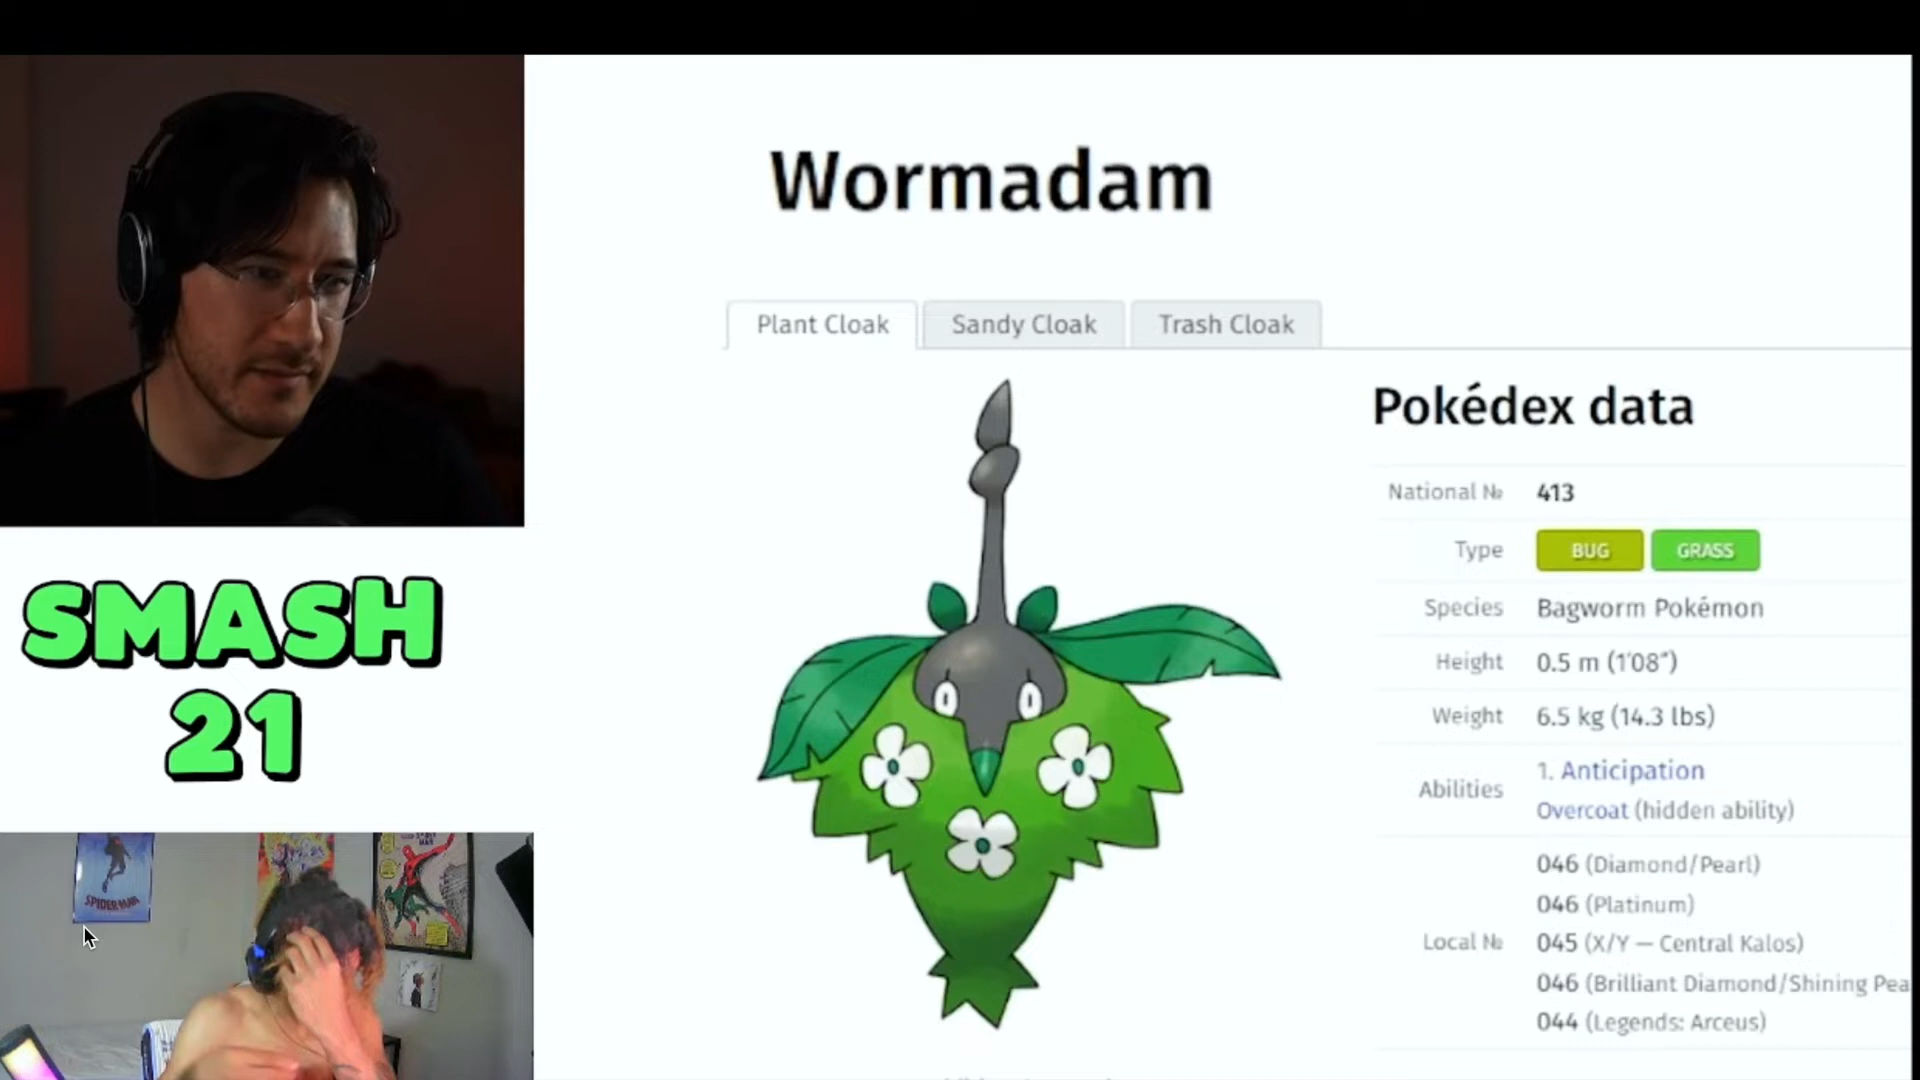 Wormadam
Plant Cloak
Sandy Cloak
Trash Cloak
Pokédex data
National № 413
Type BUG GRASS
Species Bagworm Pokémon
Height 0.5 m (1′08″)
Weight 6.5 kg (14.3 lbs)
Abilities 1. Anticipation
Overcoat (hidden ability)
Local № 046 (Diamond/Pearl)
046 (Platinum)
045 (X/Y — Central Kalos)
046 (Brilliant Diamond/Shining Pea
044 (Legends: Arceus)
SMASH
21
SPIDER-MAN